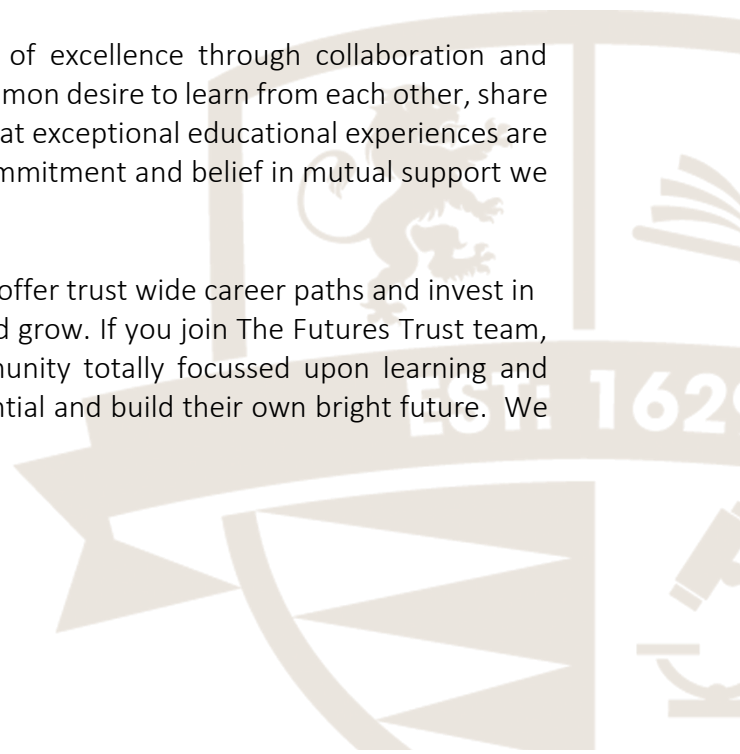 of excellence through collaboration and
mon desire to learn from each other, share
at exceptional educational experiences are
mmitment and belief in mutual support we
offer trust wide career paths and invest in
d grow. If you join The Futures Trust team,
unity totally focussed upon learning and
ntial and build their own bright future. We
EST: 1629